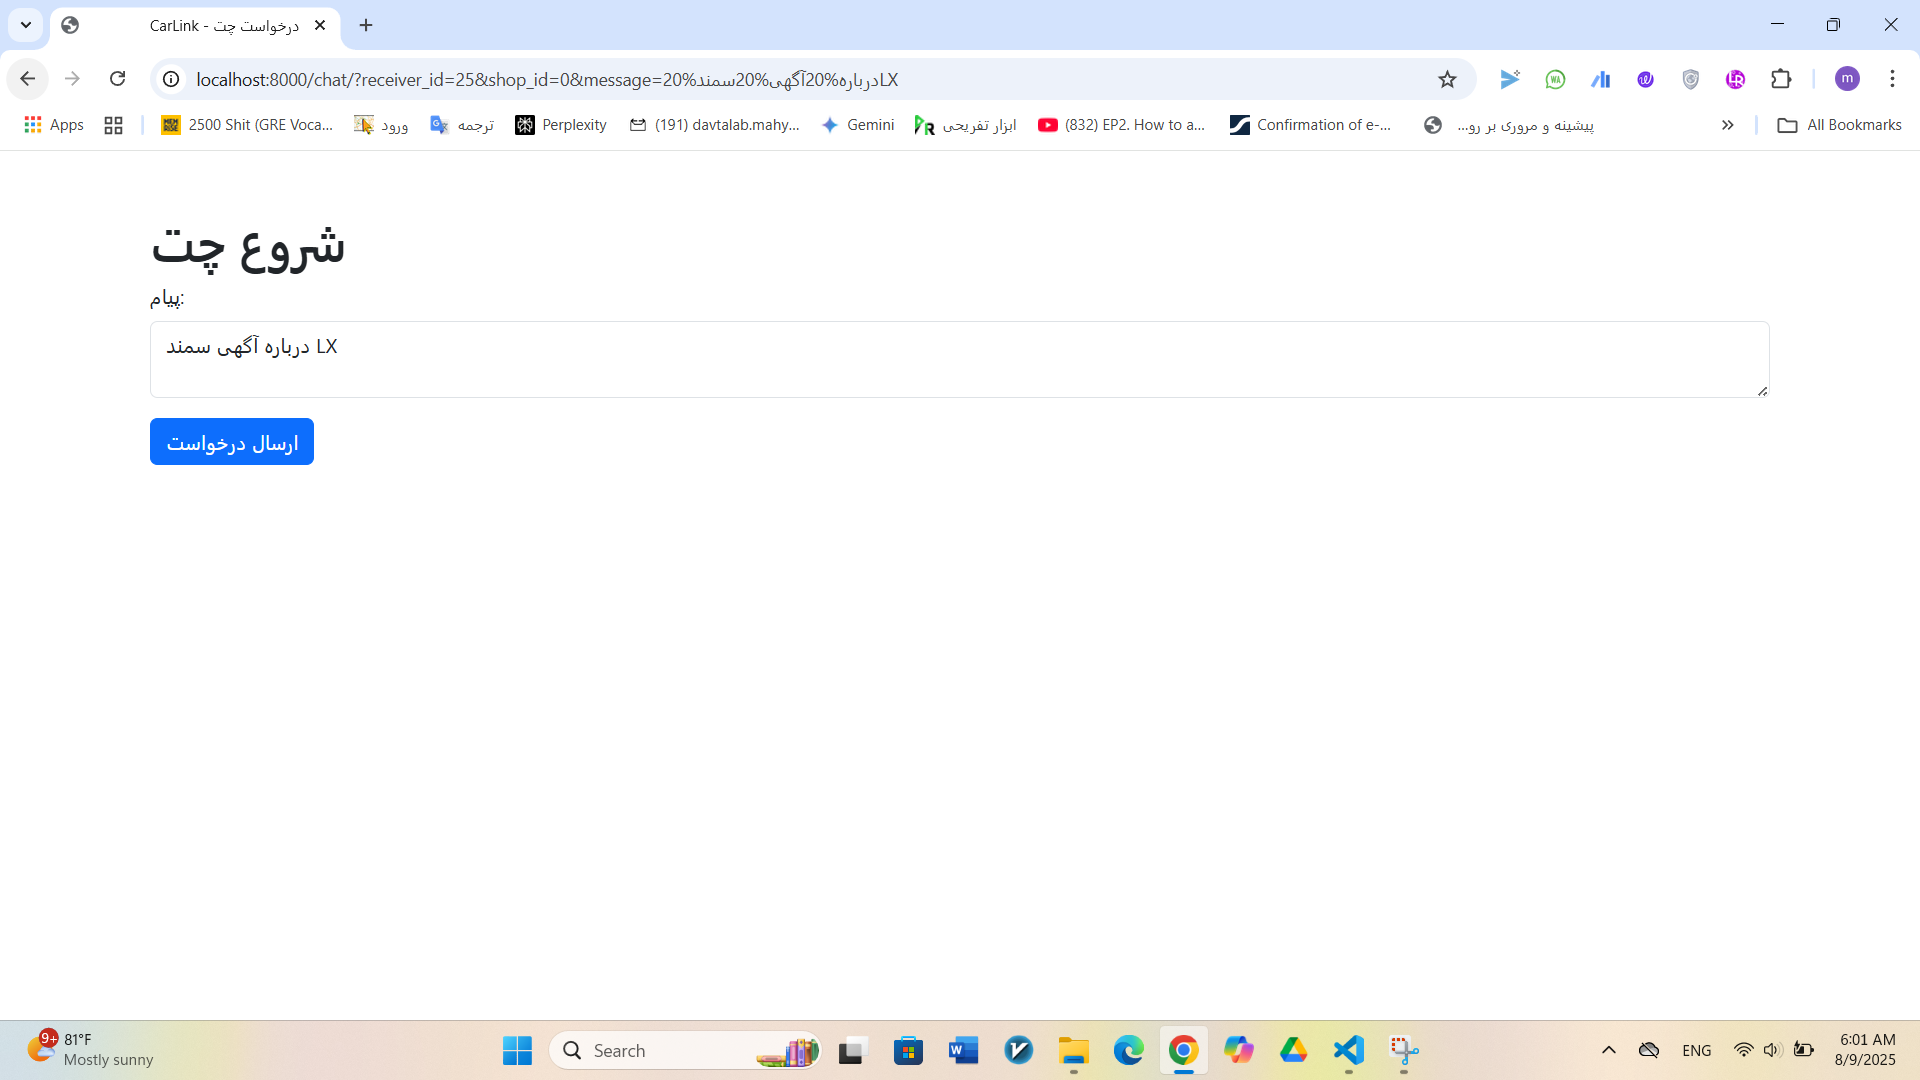 درخواست چت - CarLink
localhost:8000/chat/?receiver_id=25&shop_id=0&message=درباره%20آگهی%20سمند%20LX
Apps
2500 Shit (GRE Voca...
ورود
ترجمه
Perplexity
(191) davtalab.mahy...
Gemini
ابزار تفریحی
(832) EP2. How to a...
Confirmation of e-...
پیشینه و مروری بر رو...
All Bookmarks
m
شروع چت
پیام:
درباره آگهی سمند LX
ارسال درخواست
9+
81°F
Mostly sunny
Search
ENG
6:01 AM
8/9/2025